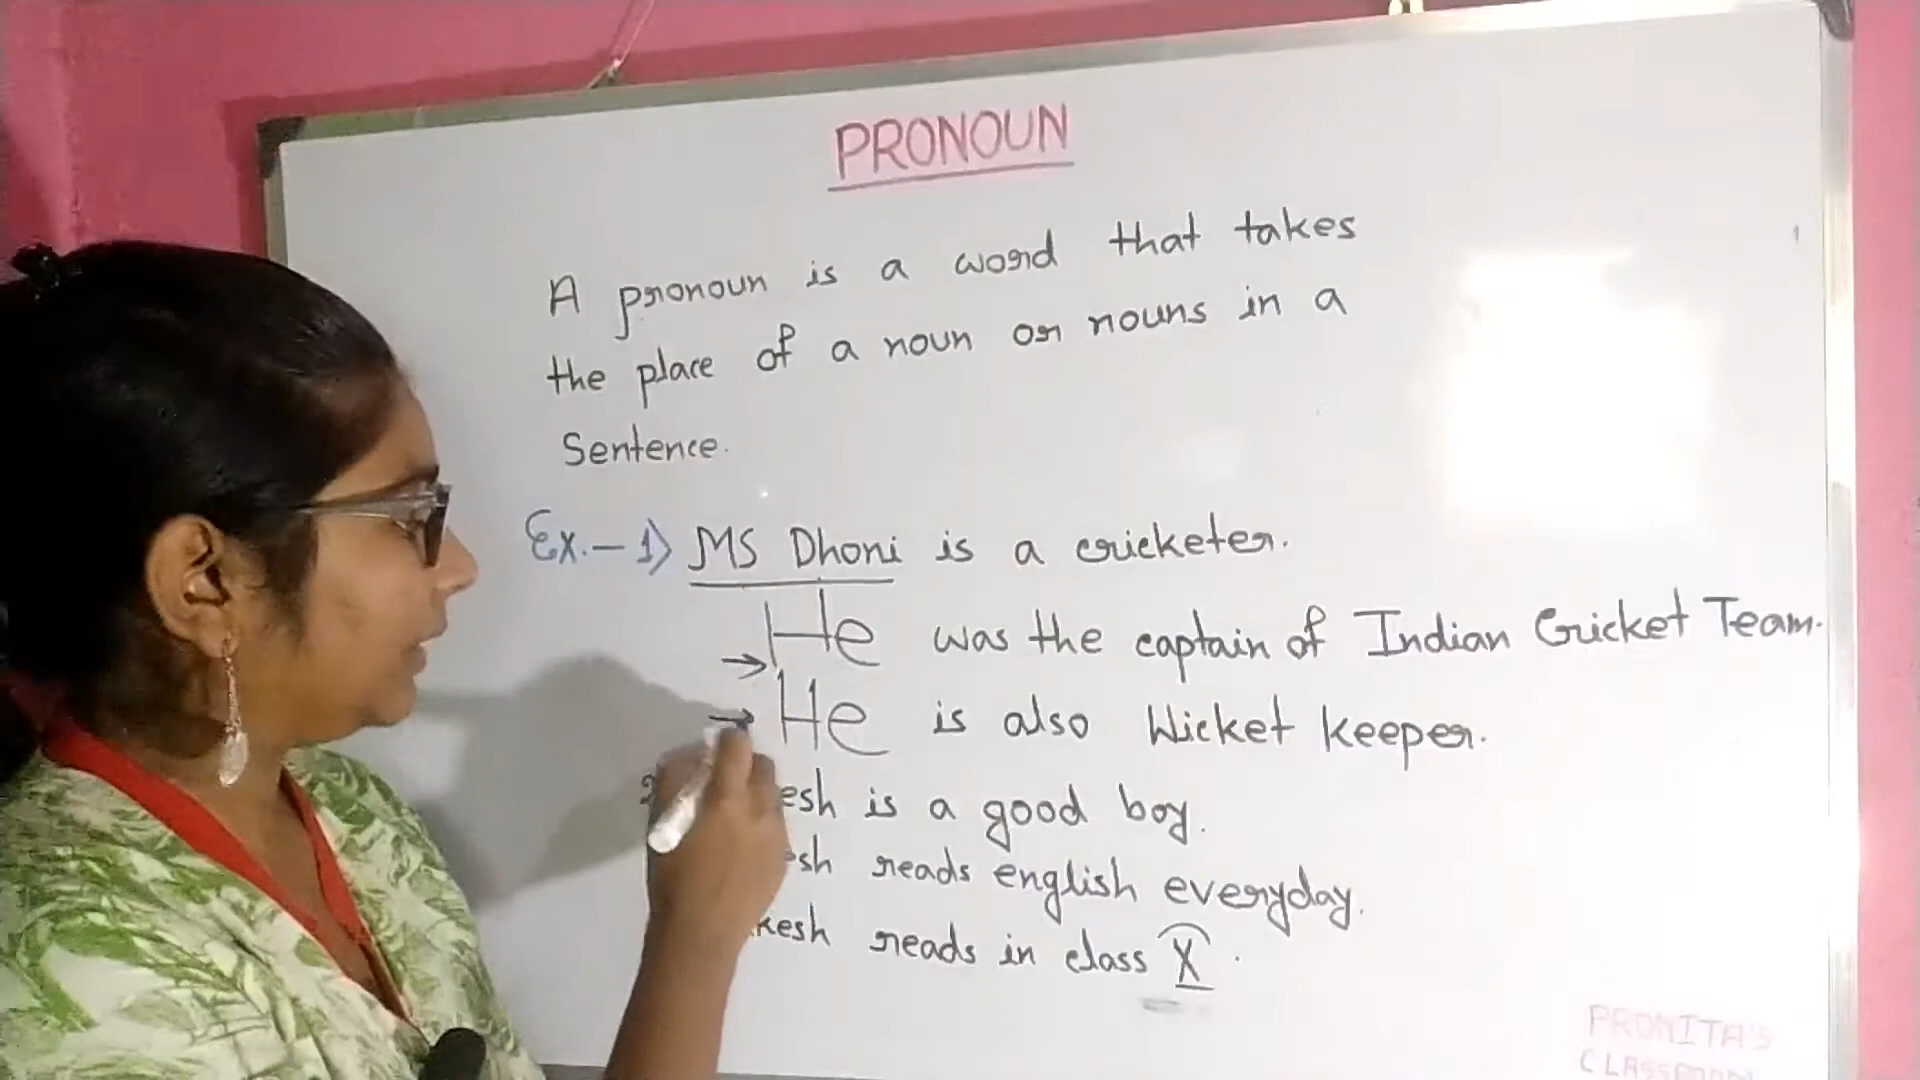 PRONOUN
A pronoun is a word that takes
the place of a noun or nouns in a
Sentence.
Ex.- 1) MS Dhoni is a cricketer.
→ He was the captain of Indian Cricket Team.
→ He is also Wicket keeper.
is a good boy.
reads english everyday.
reads in class X.
PRONITA'S